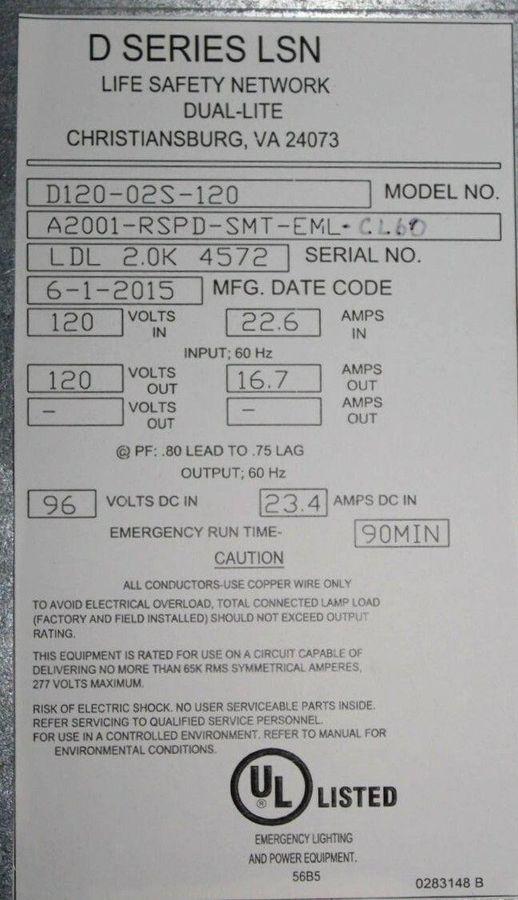 D SERIES LSN
LIFE SAFETY NETWORK
DUAL-LITE
CHRISTIANSBURG, VA 24073
D120-02S-120 MODEL NO.
A2001-RSPD-SMT-EML-CL60
LDL 2.0K 4572 SERIAL NO.
6-1-2015 MFG. DATE CODE
120 VOLTS IN 22.6 AMPS IN
INPUT; 60 Hz
120 VOLTS OUT 16.7 AMPS OUT
- VOLTS OUT - AMPS OUT
@ PF: .80 LEAD TO .75 LAG
OUTPUT; 60 Hz
96 VOLTS DC IN 23.4 AMPS DC IN
EMERGENCY RUN TIME- 90MIN
CAUTION
ALL CONDUCTORS-USE COPPER WIRE ONLY
TO AVOID ELECTRICAL OVERLOAD, TOTAL CONNECTED LAMP LOAD
(FACTORY AND FIELD INSTALLED) SHOULD NOT EXCEED OUTPUT
RATING.
THIS EQUIPMENT IS RATED FOR USE ON A CIRCUIT CAPABLE OF
DELIVERING NO MORE THAN 65K RMS SYMMETRICAL AMPERES,
277 VOLTS MAXIMUM.
RISK OF ELECTRIC SHOCK. NO USER SERVICEABLE PARTS INSIDE.
REFER SERVICING TO QUALIFIED SERVICE PERSONNEL.
FOR USE IN A CONTROLLED ENVIRONMENT. REFER TO MANUAL FOR
ENVIRONMENTAL CONDITIONS.
UL ® LISTED
EMERGENCY LIGHTING
AND POWER EQUIPMENT.
56B5
0283148 B